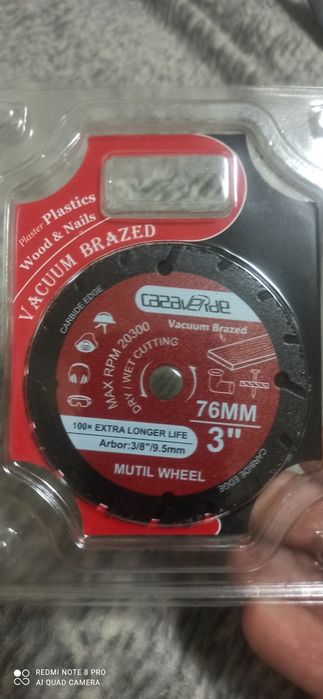 Plaster Plastics
Wood & Nails
VACUUM BRAZED
CARBIDE EDGE
cazaverde
Vacuum Brazed
MAX RPM 20300
DRY / WET CUTTING
76MM
3"
100× EXTRA LONGER LIFE
Arbor:3/8"/9.5mm
MUTIL WHEEL
CARBIDE EDGE
REDMI NOTE 8 PRO
AI QUAD CAMERA